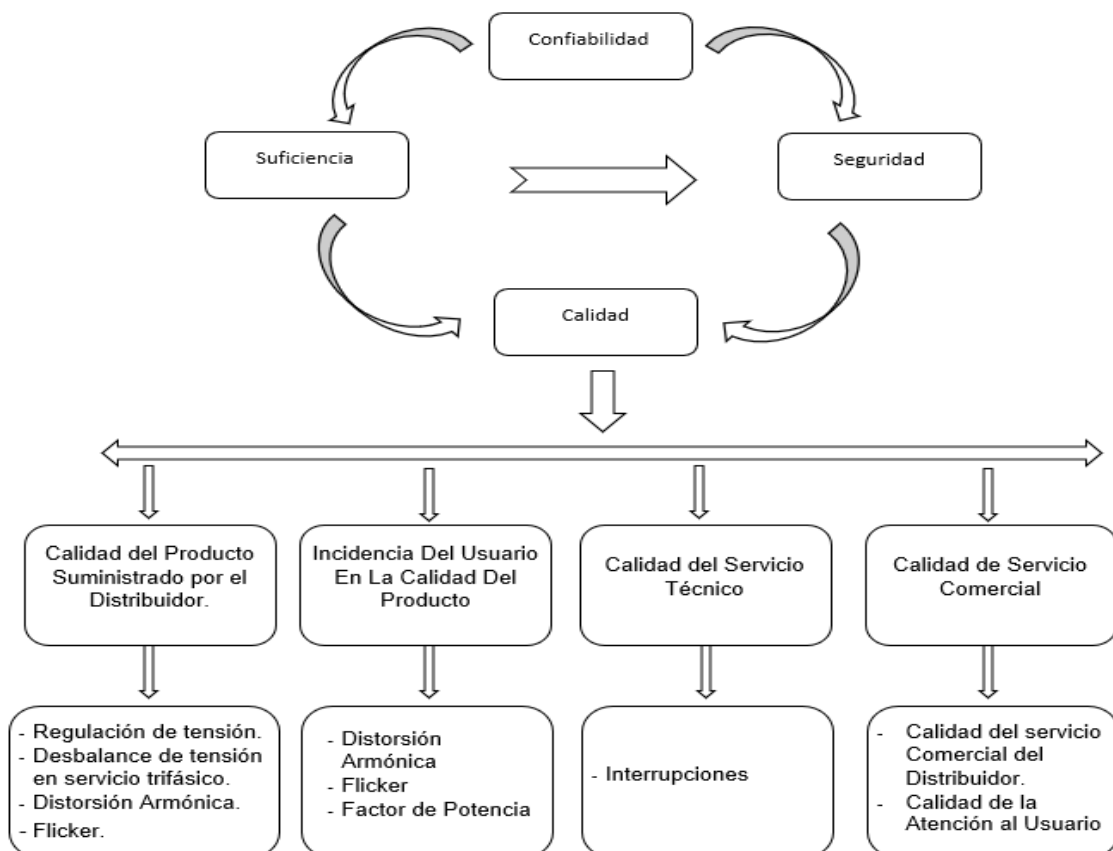 Confiabilidad
Suficiencia
Seguridad
Calidad
Calidad del Producto
Suministrado por el
Distribuidor.
Incidencia Del Usuario
En La Calidad Del
Producto
Calidad del Servicio
Técnico
Calidad de Servicio
Comercial
- Regulación de tensión.
- Desbalance de tensión
en servicio trifásico.
- Distorsión Armónica.
- Flicker.
- Distorsión
Armónica
- Flicker
- Factor de Potencia
- Interrupciones
- Calidad del servicio
Comercial del
Distribuidor.
- Calidad de la
Atención al Usuario